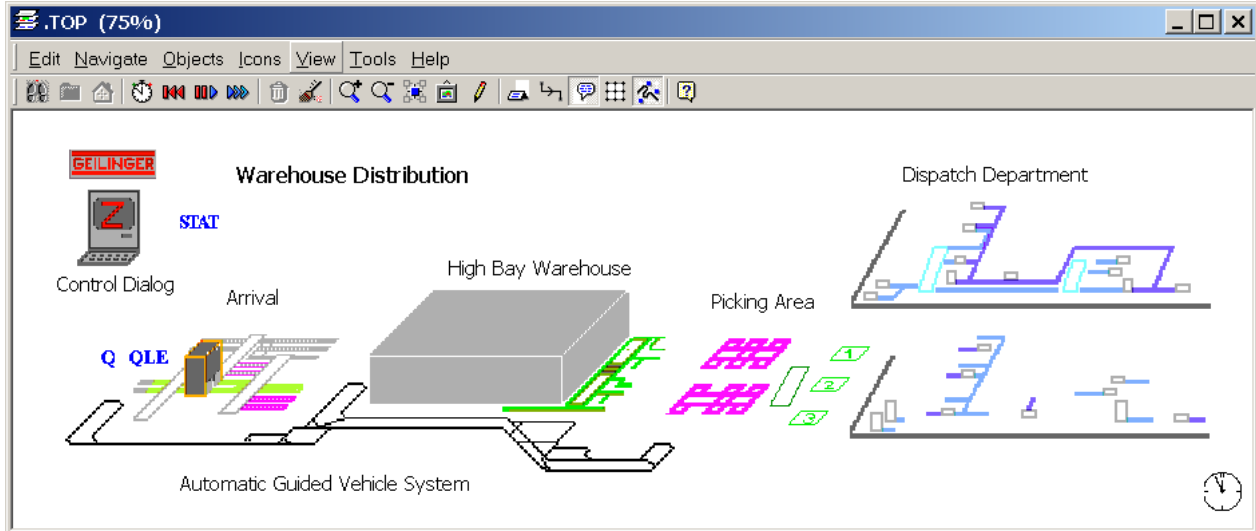 .TOP (75%)
Edit Navigate Objects Icons View Tools Help
GEILINGER
Warehouse Distribution
Dispatch Department
Z
STAT
Control Dialog
High Bay Warehouse
Arrival
Picking Area
Q QLE
1
2
3
Automatic Guided Vehicle System